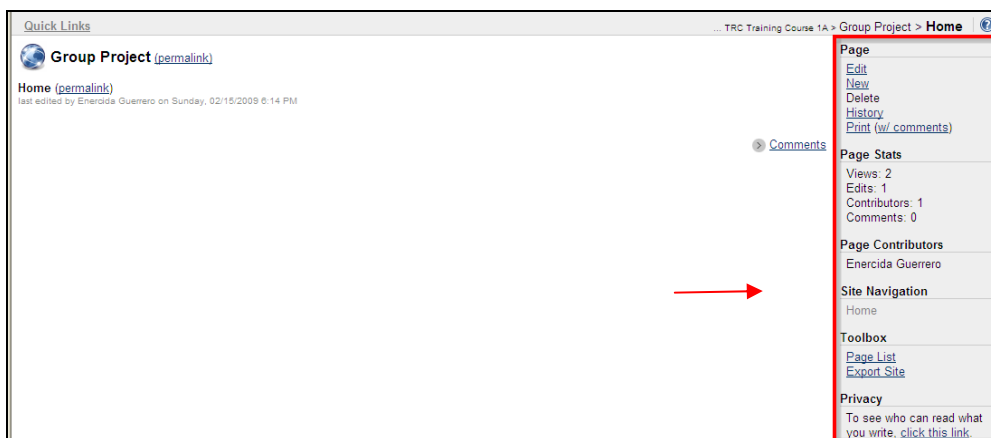 Quick Links
... TRC Training Course 1A > Group Project > Home
Group Project (permalink)
Home (permalink)
last edited by Enercida Guerrero on Sunday, 02/15/2009 6:14 PM
Comments
Page
Edit
New
Delete
History
Print (w/ comments)
Page Stats
Views: 2
Edits: 1
Contributors: 1
Comments: 0
Page Contributors
Enercida Guerrero
Site Navigation
Home
Toolbox
Page List
Export Site
Privacy
To see who can read what
you write, click this link.